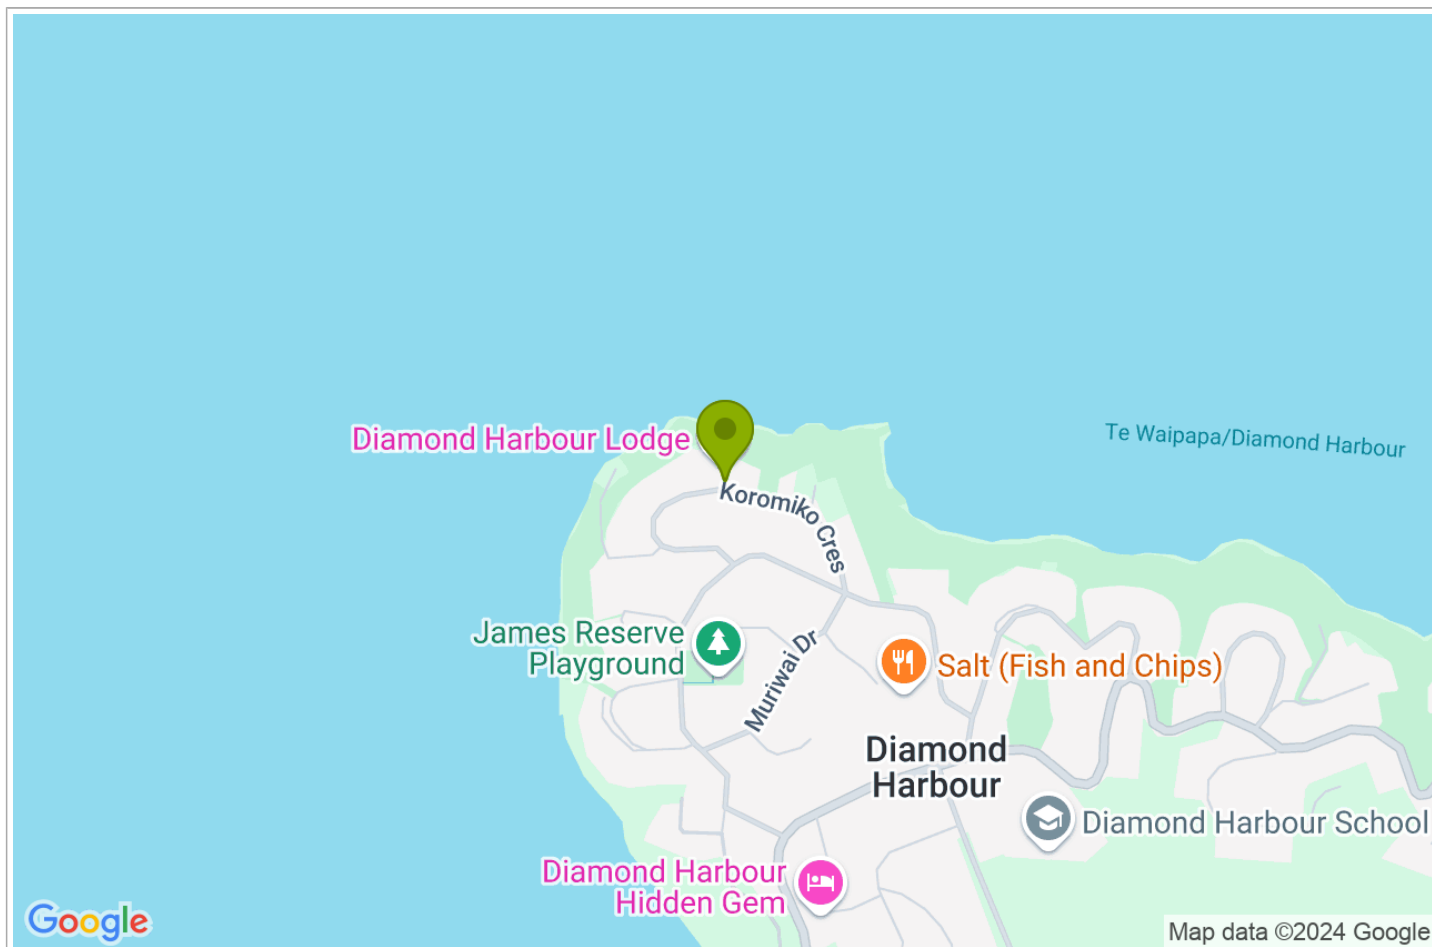 Diamond Harbour Lodge
Te Waipapa/Diamond Harbour
Koromiko Cres
James Reserve
Playground
Muriwai Dr
Salt (Fish and Chips)
Diamond
Harbour
Diamond Harbour School
Diamond Harbour
Hidden Gem
Google
Map data ©2024 Google